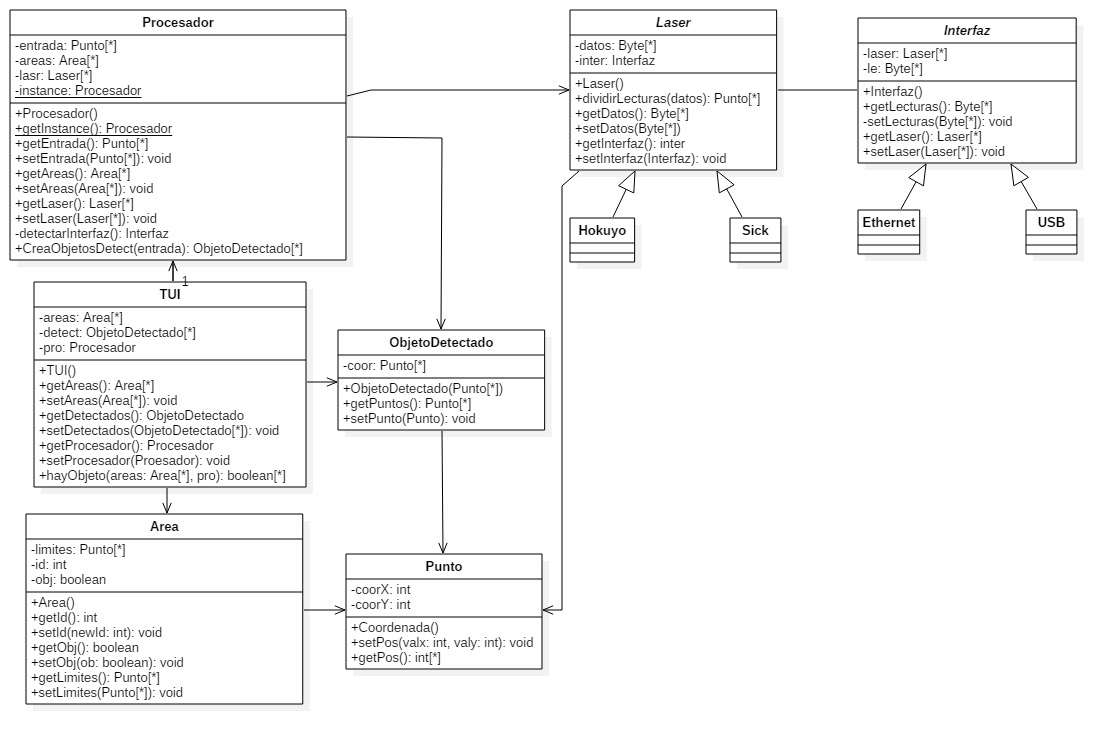 Procesador
-entrada: Punto[*]
-areas: Area[*]
-lasr: Laser[*]
-instance: Procesador
+Procesador()
+getInstance(): Procesador
+getEntrada(): Punto[*]
+setEntrada(Punto[*]): void
+getAreas(): Area[*]
+setAreas(Area[*]): void
+getLaser(): Laser[*]
+setLaser(Laser[*]): void
-detectarInterfaz(): Interfaz
+CreaObjetosDetect(entrada): ObjetoDetectado[*]
Laser
-datos: Byte[*]
-inter: Interfaz
+Laser()
+dividirLecturas(datos): Punto[*]
+getDatos(): Byte[*]
+setDatos(Byte[*])
+getInterfaz(): inter
+setInterfaz(Interfaz): void
Interfaz
-laser: Laser[*]
-le: Byte[*]
+Interfaz()
+getLecturas(): Byte[*]
-setLecturas(Byte[*]): void
+getLaser(): Laser[*]
+setLaser(Laser[*]): void
Hokuyo
Sick
Ethernet
USB
1
TUI
-areas: Area[*]
-detect: ObjetoDetectado[*]
-pro: Procesador
+TUI()
+getAreas(): Area[*]
+setAreas(Area[*]): void
+getDetectados(): ObjetoDetectado
+setDetectados(ObjetoDetectado[*]): void
+getProcesador(): Procesador
+setProcesador(Proesador): void
+hayObjeto(areas: Area[*], pro): boolean[*]
ObjetoDetectado
-coor: Punto[*]
+ObjetoDetectado(Punto[*])
+getPuntos(): Punto[*]
+setPunto(Punto): void
Area
-limites: Punto[*]
-id: int
-obj: boolean
+Area()
+getId(): int
+setId(newId: int): void
+getObj(): boolean
+setObj(ob: boolean): void
+getLimites(): Punto[*]
+setLimites(Punto[*]): void
Punto
-coorX: int
-coorY: int
+Coordenada()
+setPos(valx: int, valy: int): void
+getPos(): int[*]